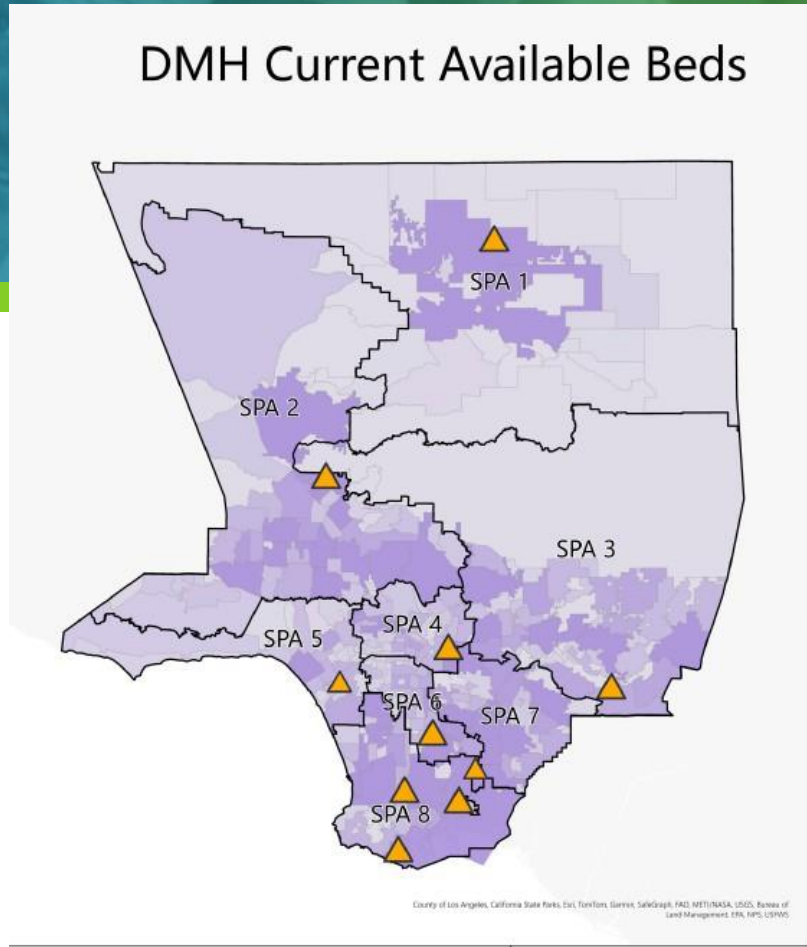 DMH Current Available Beds
SPA 1
SPA 2
SPA 3
SPA 4
SPA 5
SPA 6
SPA 7
SPA 8
County of Los Angeles, California State Parks, Esri, TomTom, Garmin, SafeGraph, FAO, METI/NASA, USGS, Bureau of
Land Management, EPA, NPS, USFWS